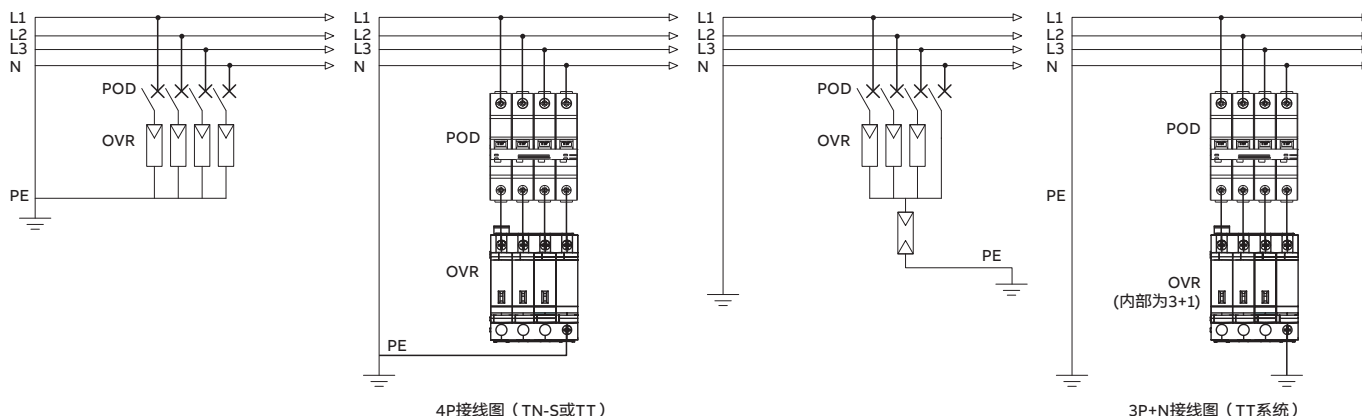 L1
L2
L3
N
POD
OVR
PE
L1
L2
L3
N
POD
OVR
PE
4P接线图（TN-S或TT）
L1
L2
L3
N
POD
OVR
PE
L1
L2
L3
N
POD
PE
OVR
(内部为3+1)
3P+N接线图（TT系统）